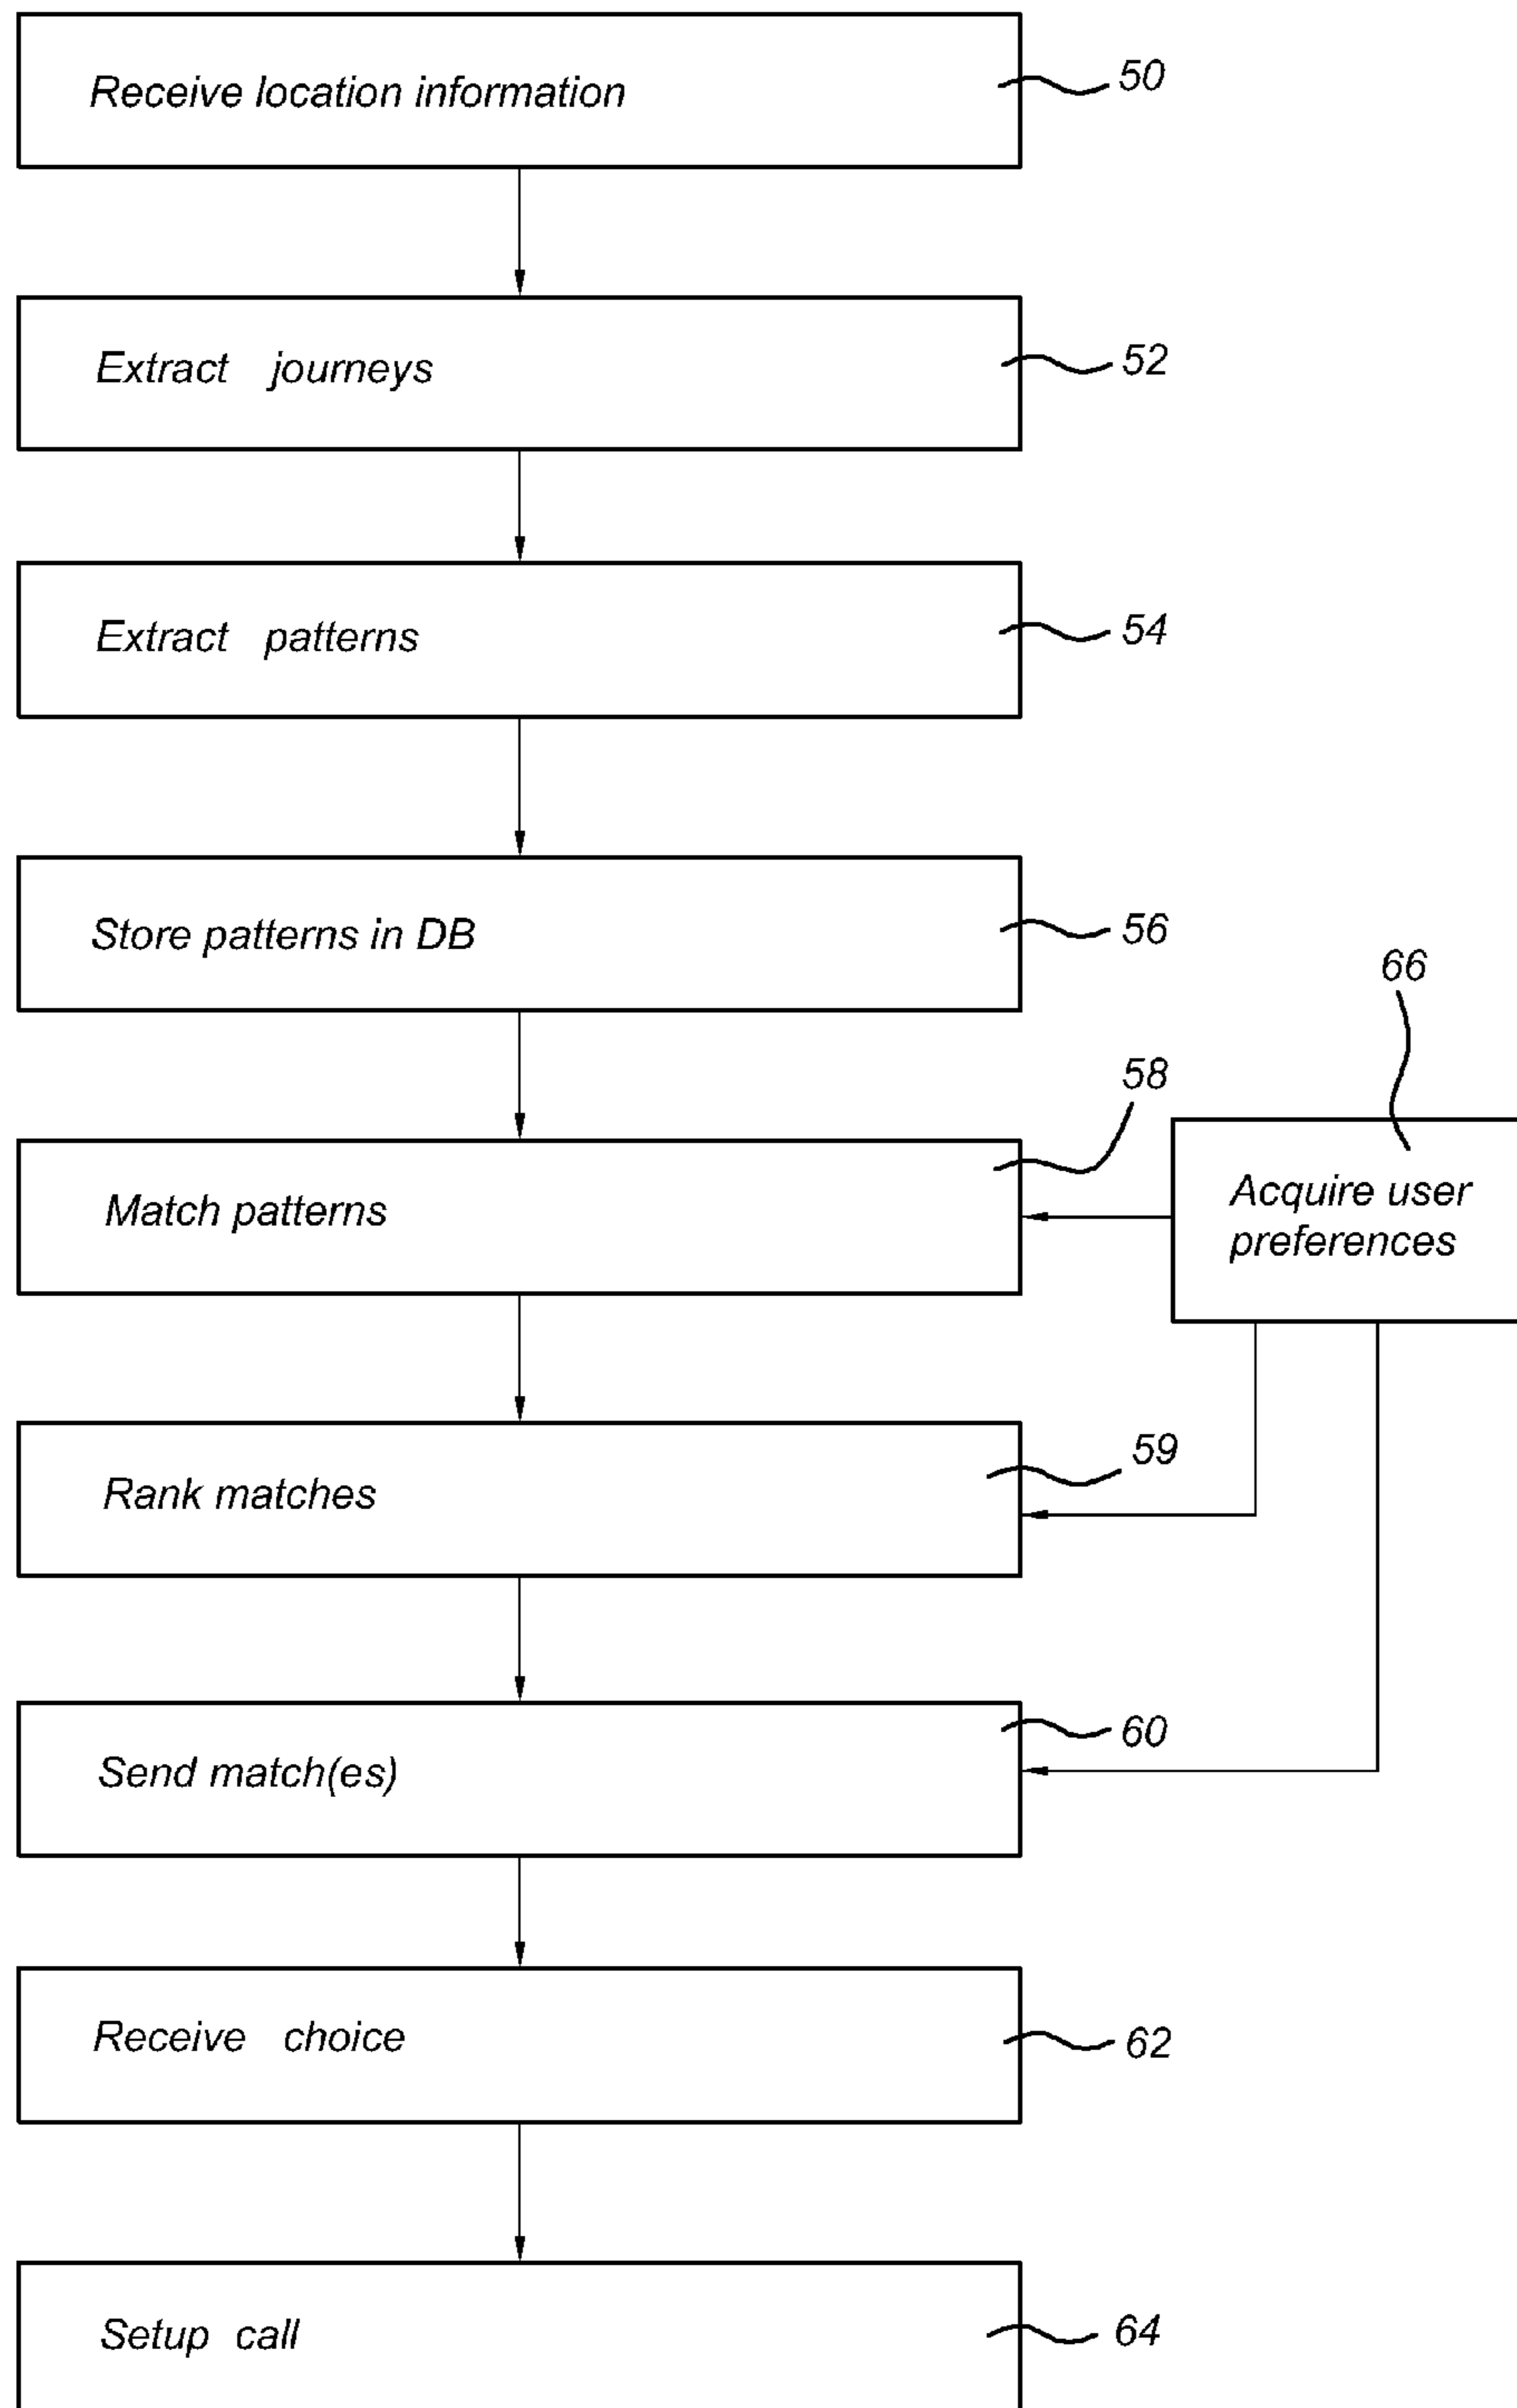 Receive location information
50
Extract journeys
52
Extract patterns
54
Store patterns in DB
56
66
58
Match patterns
Acquire user
preferences
59
Rank matches
60
Send match(es)
Receive choice
62
Setup call
64